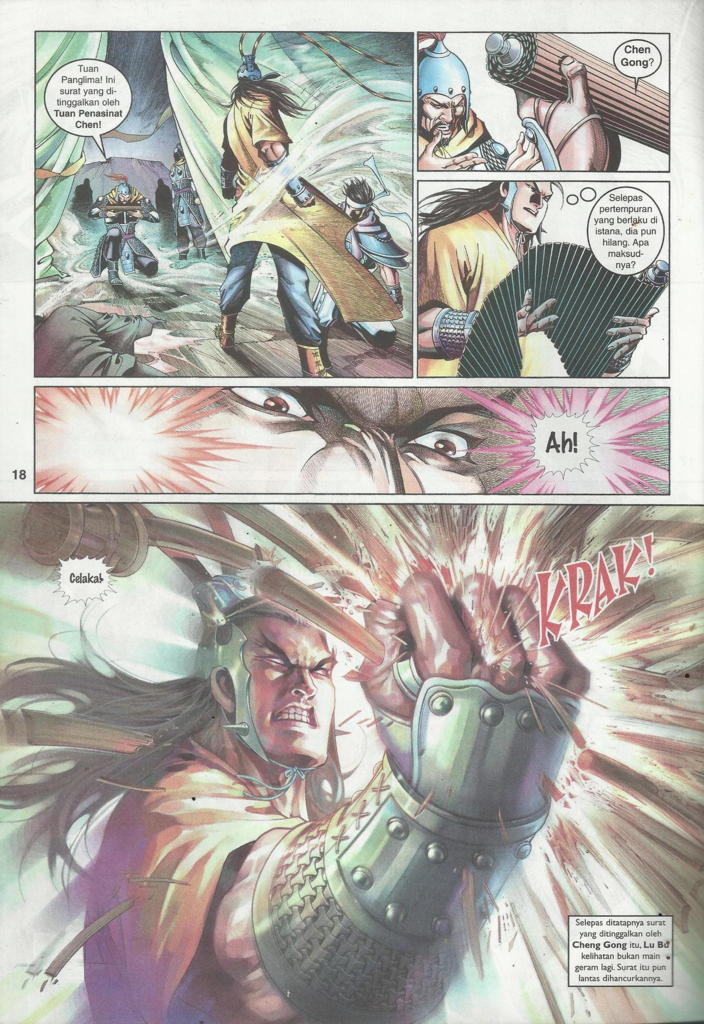 Tuan
Panglima! Ini
surat yang di-
tinggalkan oleh
Tuan Penasinat
Chen!
Chen
Gong?
Selepas
pertempuran
yang berlaku di
istana, dia pun
hilang. Apa
maksud-
nya?
Ah!
18
Celaka!
KRAK!
Selepas ditatapnya surat
yang ditinggalkan oleh
Cheng Gong itu, Lu Bu
kelihatan bukan main
geram lagi. Surat itu pun
lantas dihancurkannya.